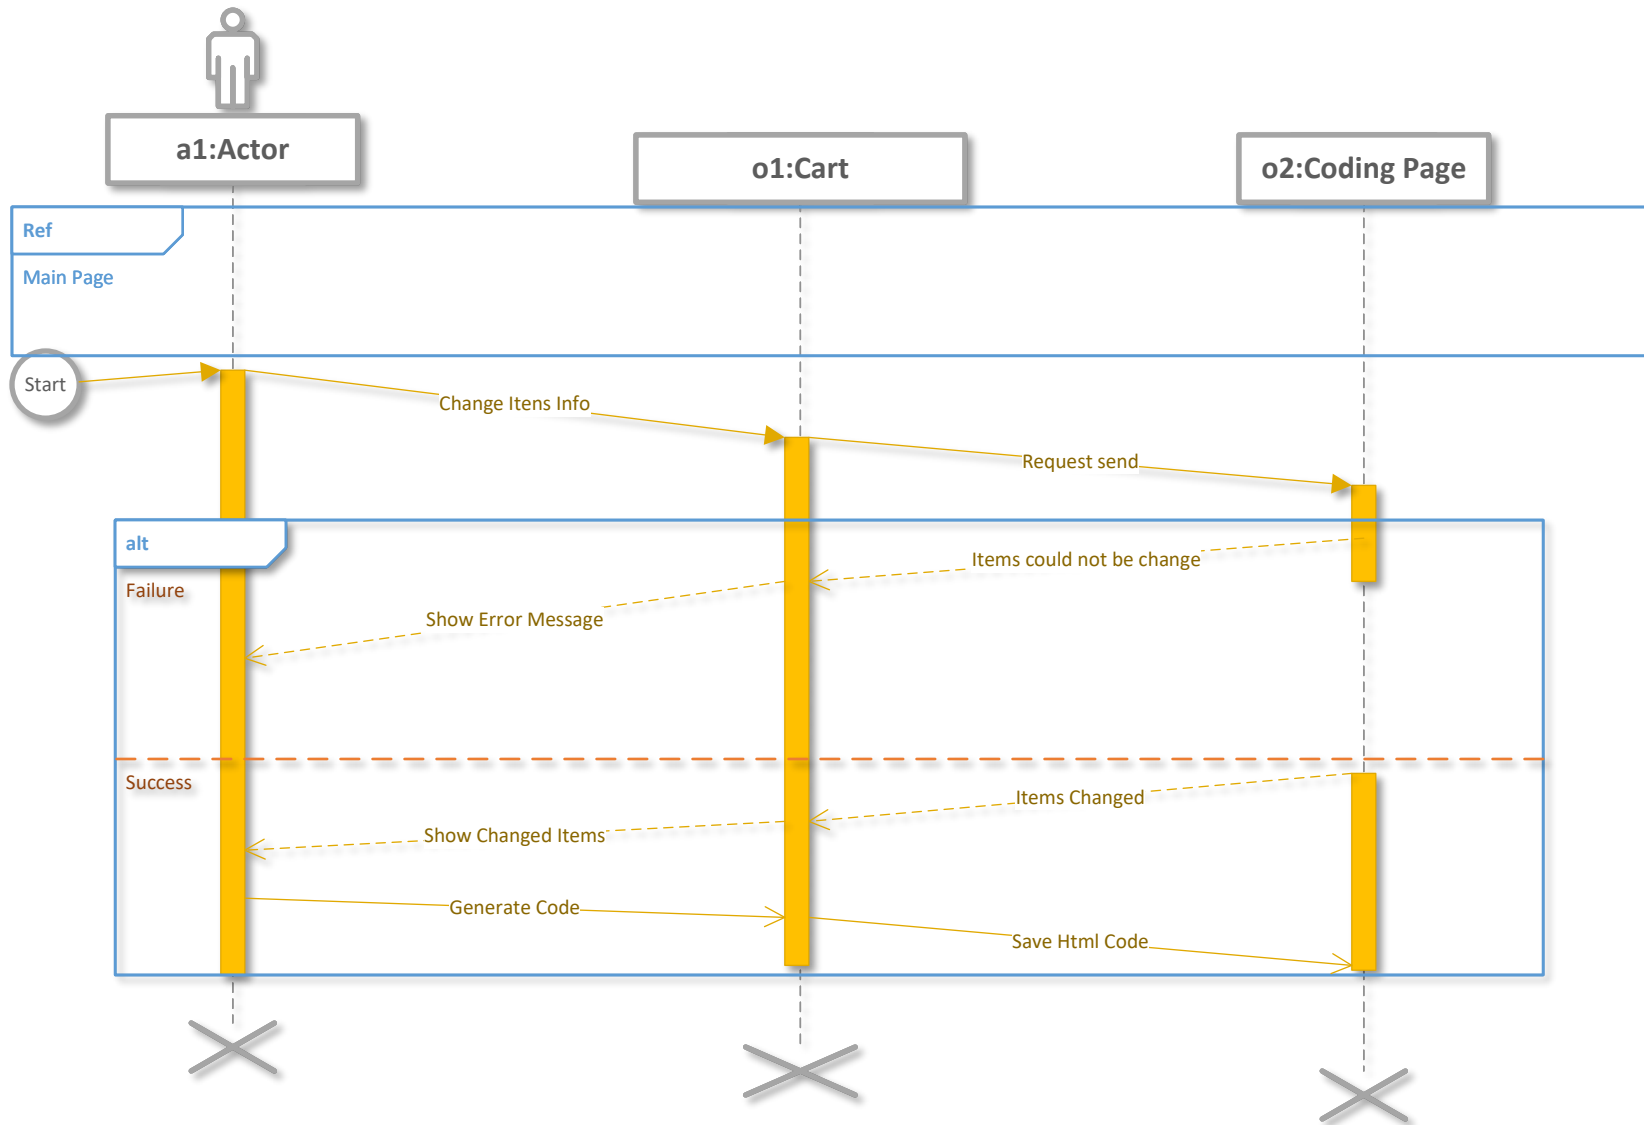 a1:Actor
o1:Cart
o2:Coding Page
Ref
Main Page
Start
Change Itens Info
Request send
alt
Items could not be change
Failure
Show Error Message
Success
Items Changed
Show Changed Items
Generate Code
Save Html Code